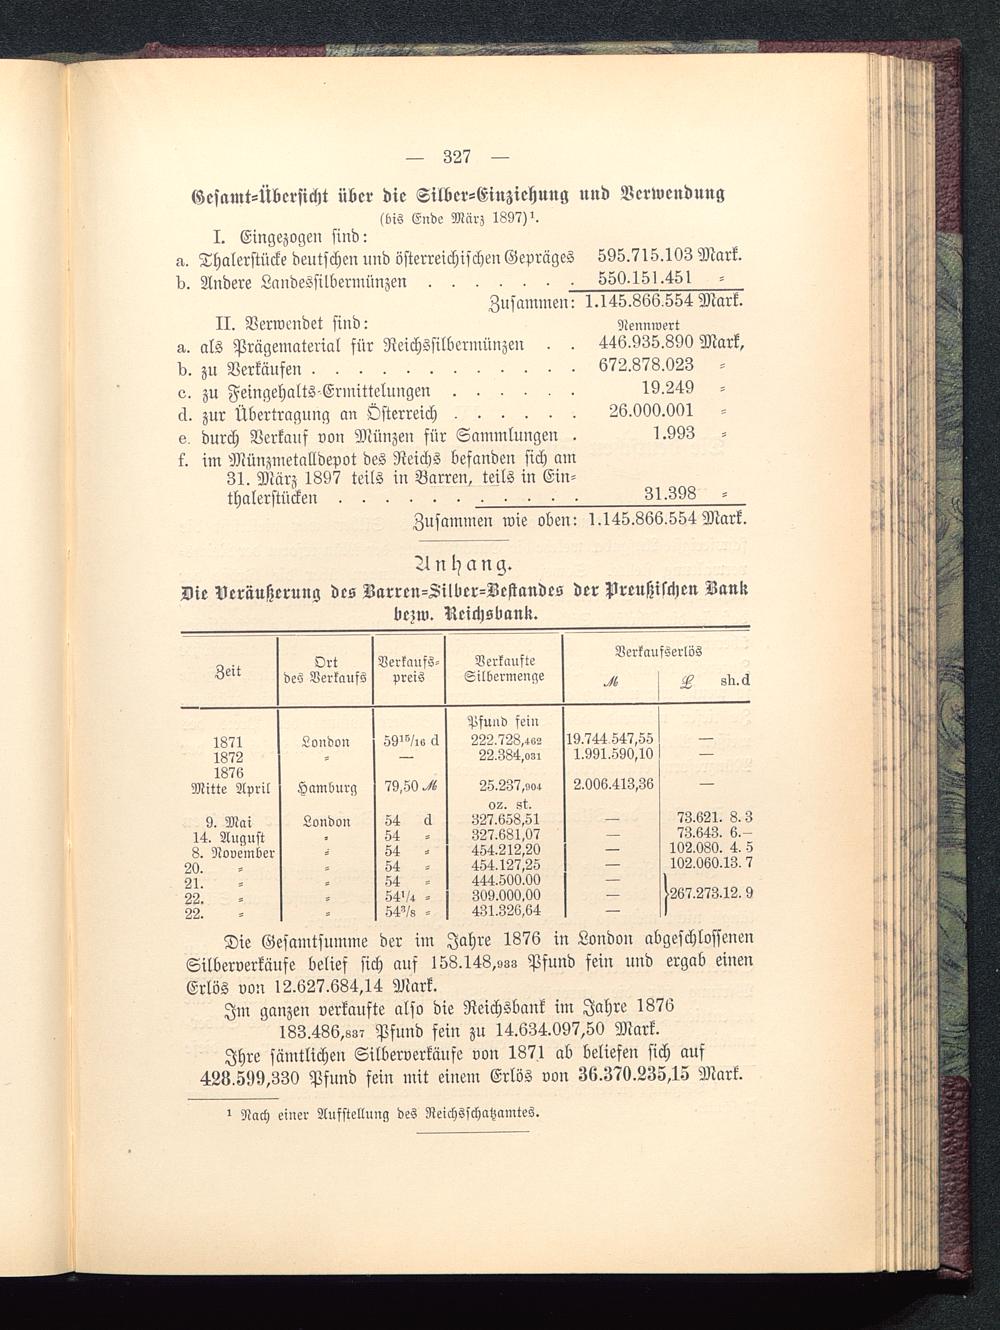 — 327 —
Gesamt-Übersicht über die Silber-Einziehung und Verwendung
(bis Ende März 1897)¹.
I. Eingezogen sind:
a. Thalerstücke deutschen und österreichischen Gepräges 595.715.103 Mark.
b. Andere Landessilbermünzen . . . . . . . 550.151.451 „
Zusammen: 1.145.866.554 Mark.
II. Verwendet sind: Nennwert
a. als Prägematerial für Reichssilbermünzen . . 446.935.890 Mark,
b. zu Verkäufen . . . . . . . . . . . . 672.878.023 „
c. zu Feingehalts-Ermittelungen . . . . . . 19.249 „
d. zur Übertragung an Österreich . . . . . . 26.000.001 „
e. durch Verkauf von Münzen für Sammlungen . 1.993 „
f. im Münzmetalldepot des Reichs befanden sich am
31. März 1897 teils in Barren, teils in Ein-
thalerstücken . . . . . . . . . . . 31.398 „
Zusammen wie oben: 1.145.866.554 Mark.
Anhang.
Die Veräußerung des Barren-Silber-Bestandes der Preußischen Bank
bezw. Reichsbank.
Zeit | Ort des Verkaufs | Verkaufs-preis | Verkaufte Silbermenge | Verkaufserlös
ℳ | ₤ sh. d
Pfund fein
1871 London 59¹⁵/₁₆ d 222.728,462 19.744.547,55 —
1872 „ — 22.384,031 1.991.590,10 —
1876
Mitte April Hamburg 79,50 ℳ 25.237,904 2.006.413,36 —
oz. st.
9. Mai London 54 d 327.658,51 — 73.621. 8. 3
14. August „ 54 „ 327.681,07 — 73.643. 6.—
8. November „ 54 „ 454.212,20 — 102.080. 4. 5
20. „ „ 54 „ 454.127,25 — 102.060.13. 7
21. „ „ 54 „ 444.500.00 —
22. „ „ 54¹/₄ „ 309.000,00 — }267.273.12. 9
22. „ „ 54³/₈ „ 431.326,64 —
Die Gesamtsumme der im Jahre 1876 in London abgeschlossenen
Silberverkäufe belief sich auf 158.148,933 Pfund fein und ergab einen
Erlös von 12.627.684,14 Mark.
Im ganzen verkaufte also die Reichsbank im Jahre 1876
183.486,837 Pfund fein zu 14.634.097,50 Mark.
Ihre sämtlichen Silberverkäufe von 1871 ab beliefen sich auf
428.599,330 Pfund fein mit einem Erlös von 36.370.235,15 Mark.
¹ Nach einer Aufstellung des Reichsschatzamtes.